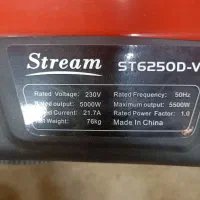 Stream ST6250D-V
Rated Voltage: 230V Rated Frequency: 50Hz
output: 5000W Maximum output: 5500W
Current: 21.7A Rated Power Factor: 1.0
Weight: 76kg Made In China